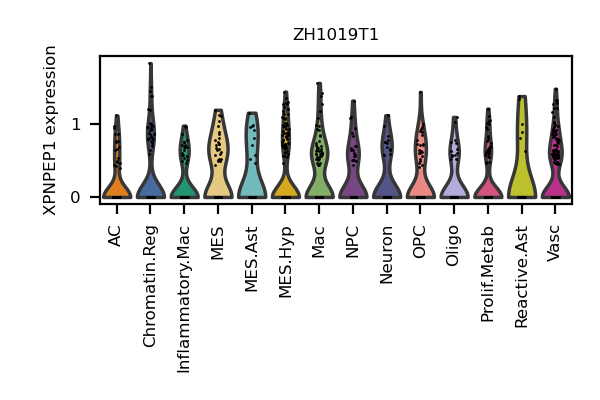 ZH1019T1
XPNPEP1 expression
1
0
AC
Chromatin.Reg
Inflammatory.Mac
MES
MES.Ast
MES.Hyp
Mac
NPC
Neuron
OPC
Oligo
Prolif.Metab
Reactive.Ast
Vasc